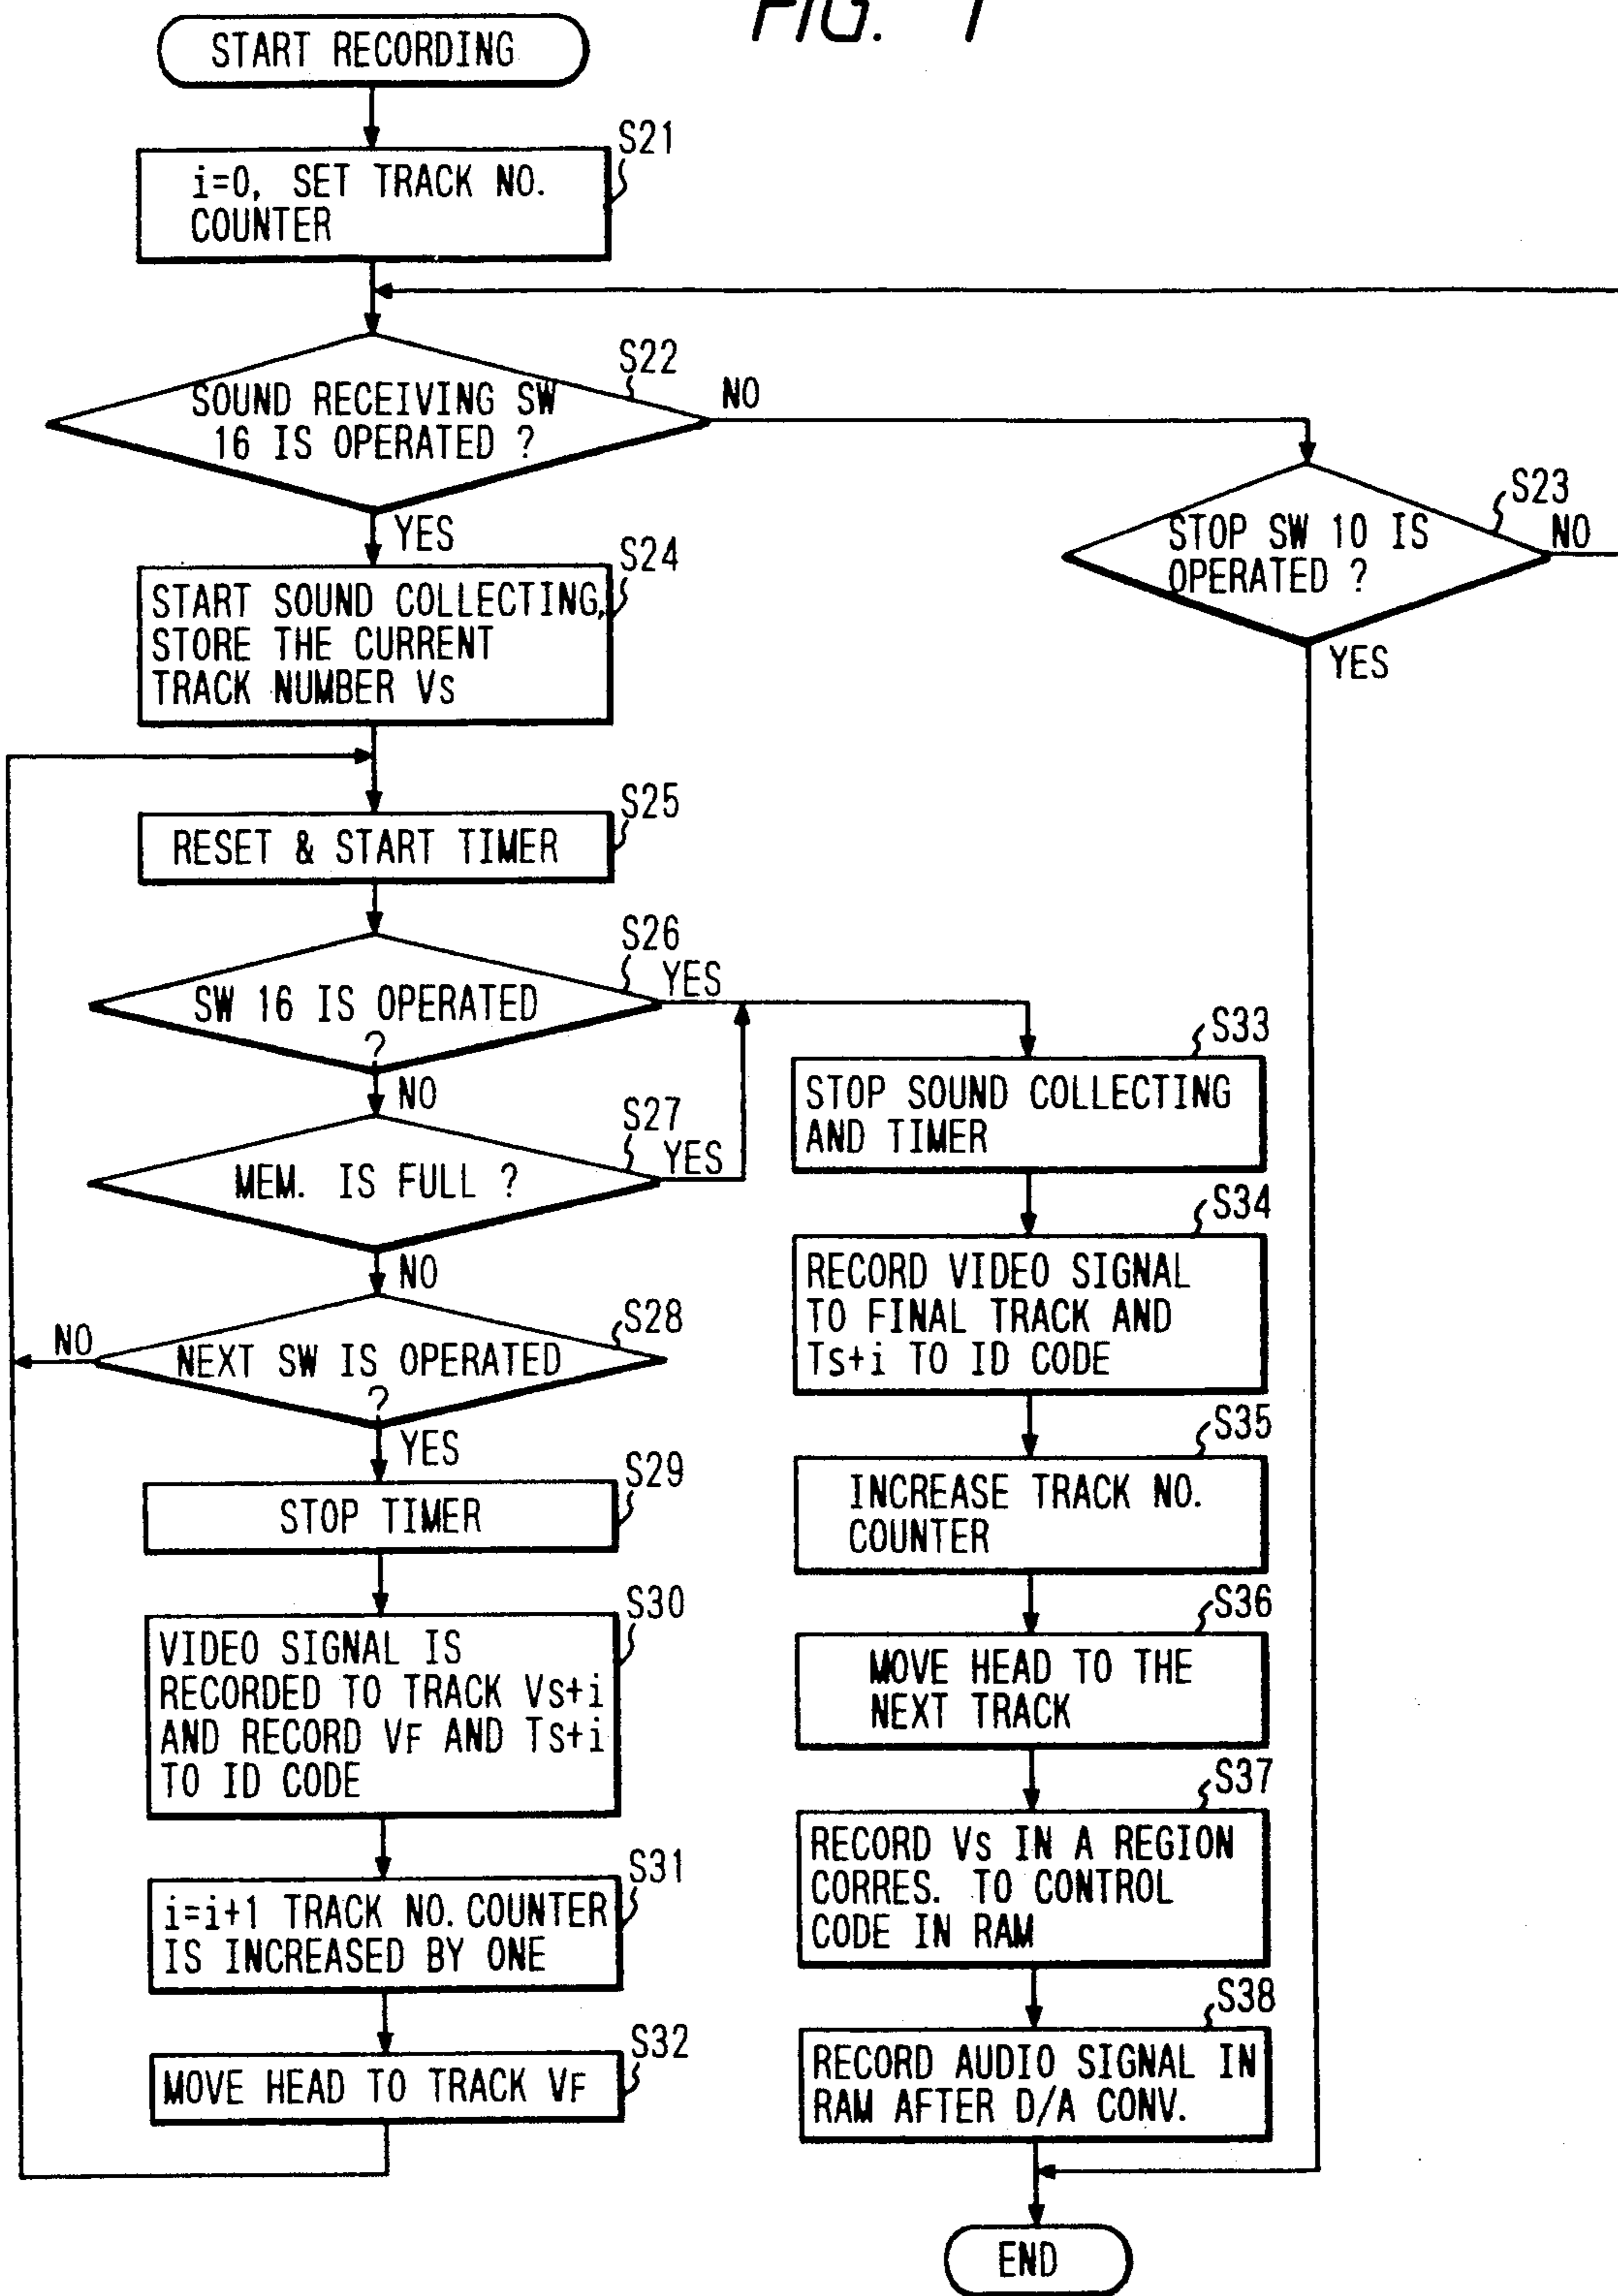 FIG. 1
START RECORDING
S21
i=0, SET TRACK NO.
COUNTER
S22
SOUND RECEIVING SW
16 IS OPERATED ?
NO
YES
S23
STOP SW 10 IS
OPERATED ?
NO
YES
S24
START SOUND COLLECTING,
STORE THE CURRENT
TRACK NUMBER VS
S25
RESET & START TIMER
S26
SW 16 IS OPERATED
?
YES
NO
S27
MEM. IS FULL ?
YES
NO
S28
NEXT SW IS OPERATED
?
NO
YES
S29
STOP TIMER
S30
VIDEO SIGNAL IS
RECORDED TO TRACK VS+i
AND RECORD VF AND TS+i
TO ID CODE
S31
i=i+1 TRACK NO. COUNTER
IS INCREASED BY ONE
S32
MOVE HEAD TO TRACK VF
S33
STOP SOUND COLLECTING
AND TIMER
S34
RECORD VIDEO SIGNAL
TO FINAL TRACK AND
TS+i TO ID CODE
S35
INCREASE TRACK NO.
COUNTER
S36
MOVE HEAD TO THE
NEXT TRACK
S37
RECORD VS IN A REGION
CORRES. TO CONTROL
CODE IN RAM
S38
RECORD AUDIO SIGNAL IN
RAM AFTER D/A CONV.
END